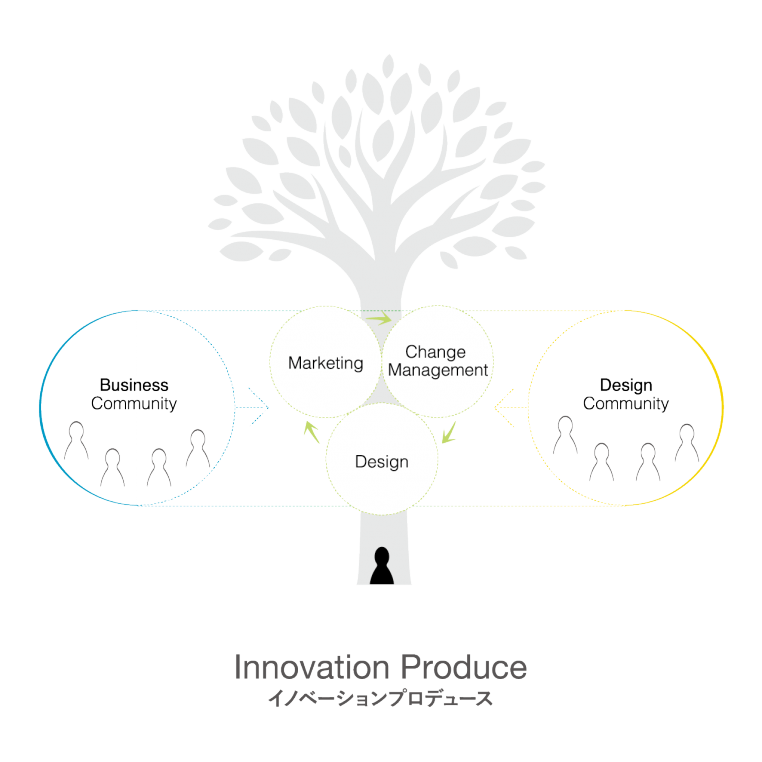 Business
Community
Marketing
Change
Management
Design
Design
Community
Innovation Produce
イノベーションプロデュース